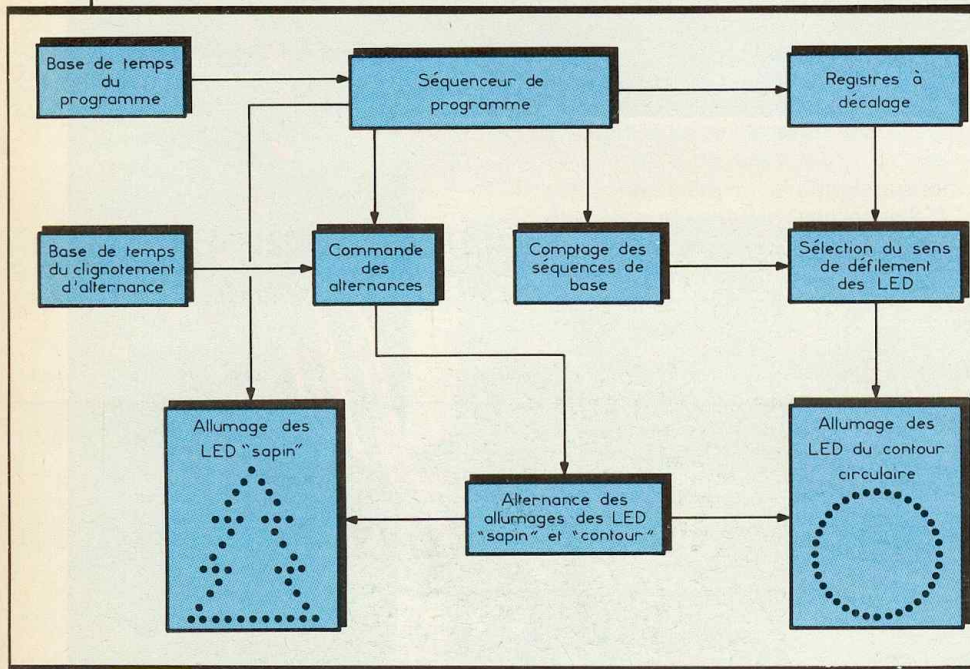 Base de temps
du
programme
Séquenceur de
programme
Registres à
décalage
Base de temps
du clignotement
d'alternance
Commande
des
alternances
Comptage des
séquences de
base
Sélection du sens
de défilement
des LED
Allumage des
LED "sapin"
Alternance des
allumages des LED
"sapin" et "contour"
Allumage des
LED du contour
circulaire